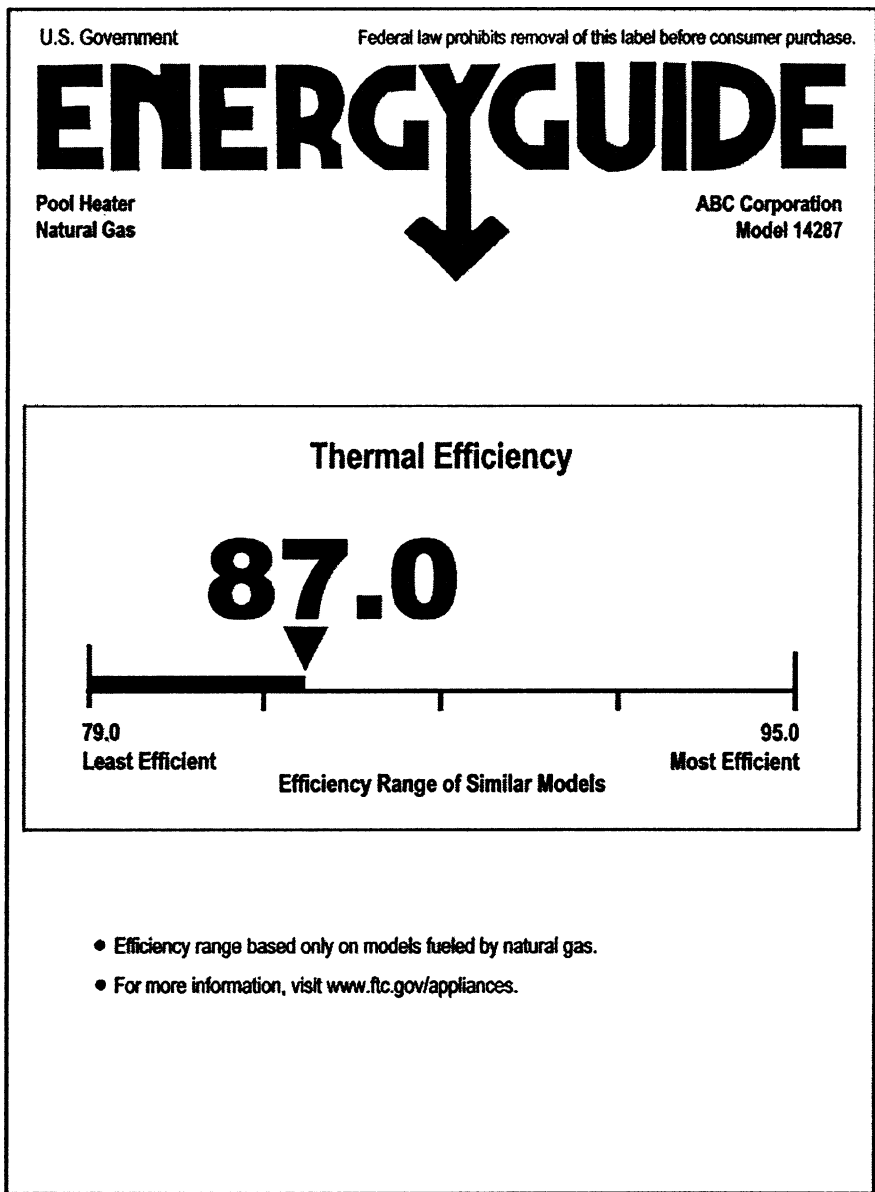 U.S. Government Federal law prohibits removal of this label before consumer purchase.
ENERGYGUIDE
Pool Heater
Natural Gas
ABC Corporation
Model 14287
Thermal Efficiency
87.0
79.0
Least Efficient
95.0
Most Efficient
Efficiency Range of Similar Models
• Efficiency range based only on models fueled by natural gas.
• For more information, visit www.ftc.gov/appliances.